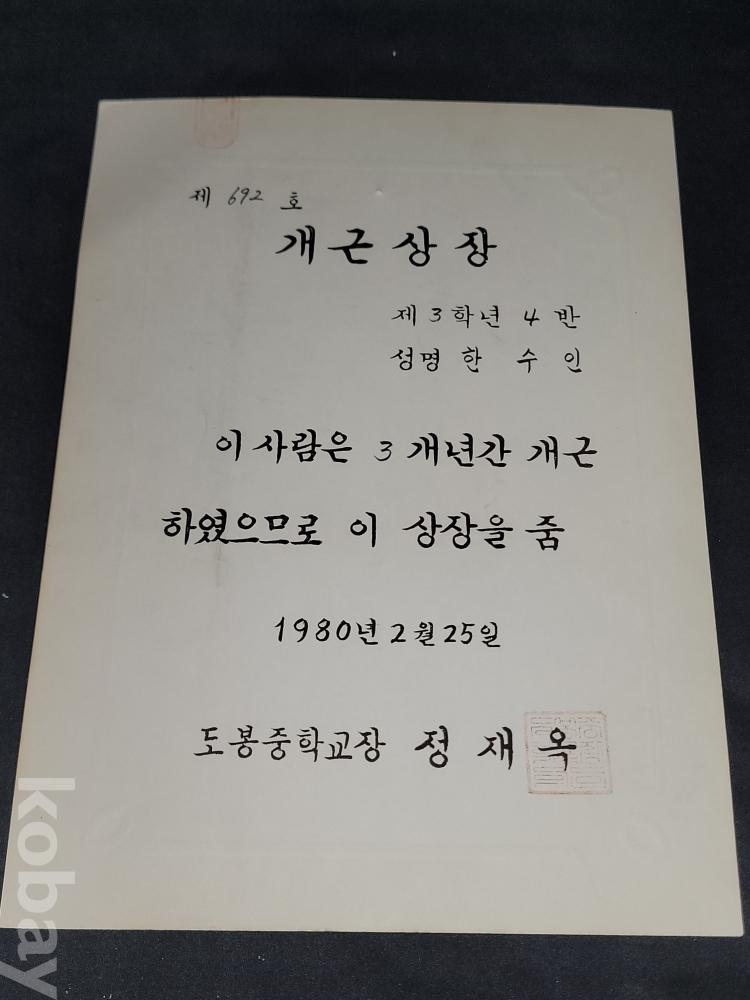 제 692 호
개근상장
제3학년 4반
성명 한 수 인
이 사람은 3개년간 개근
하였으므로 이 상장을 줌
1980년 2월 25일
도봉중학교장 정 재 옥
kobay